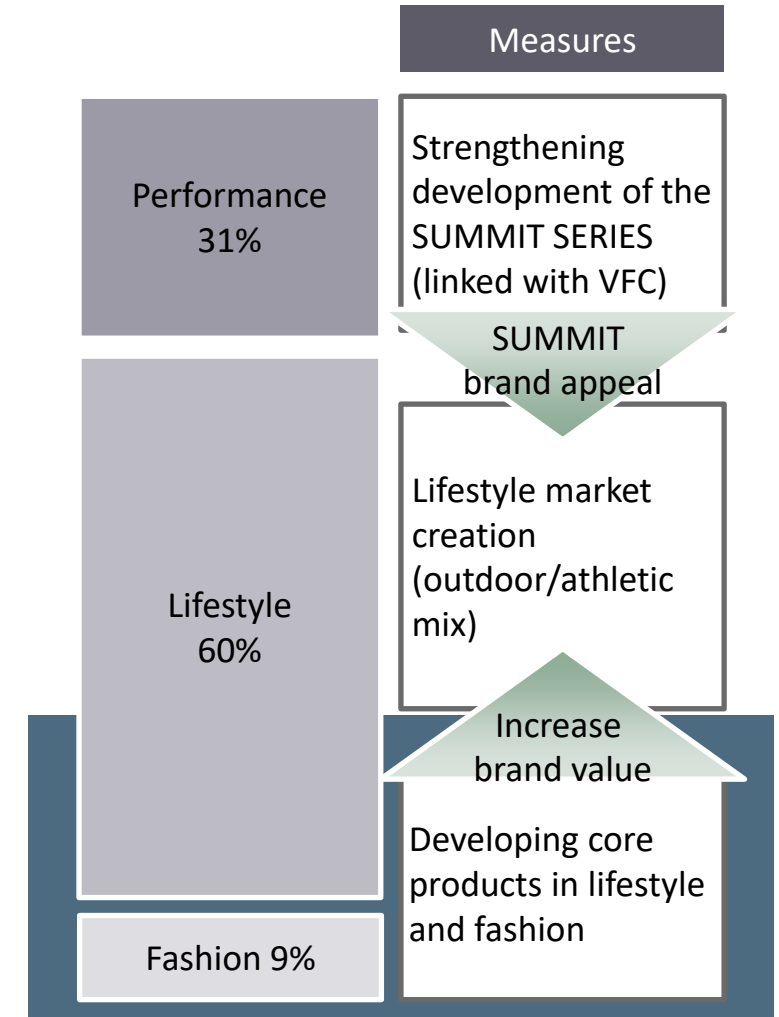 Measures
Performance
31%
Strengthening
development of the
SUMMIT SERIES
(linked with VFC)
SUMMIT
brand appeal
Lifestyle
60%
Lifestyle market
creation
(outdoor/athletic
mix)
Increase
brand value
Developing core
products in lifestyle
and fashion
Fashion 9%